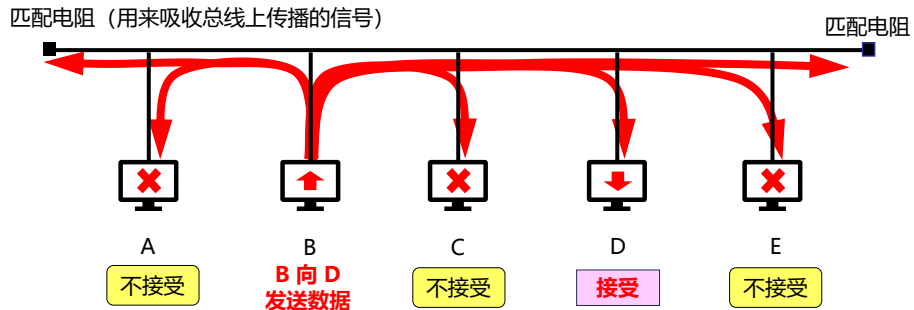 匹配电阻（用来吸收总线上传播的信号）
匹配电阻
A
B
C
D
E
不接受
B 向 D
发送数据
不接受
接受
不接受